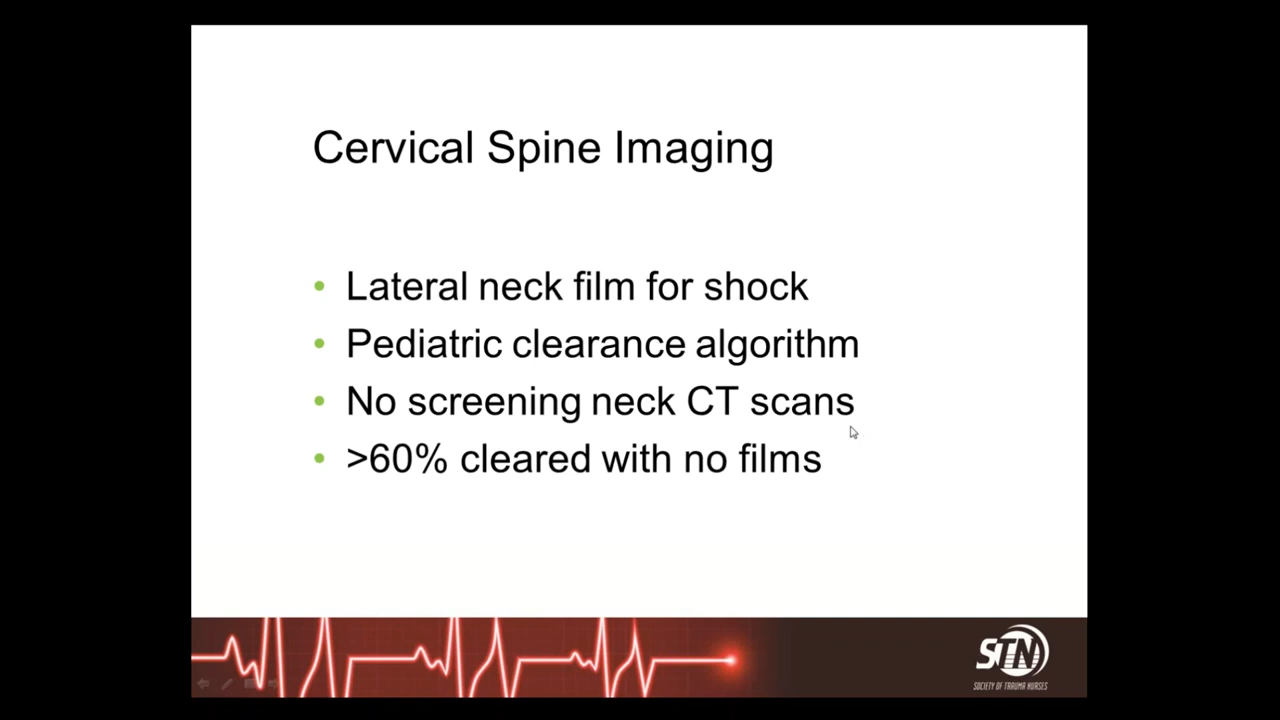 Cervical Spine Imaging
• Lateral neck film for shock
• Pediatric clearance algorithm
• No screening neck CT scans
• >60% cleared with no films
STN
SOCIETY OF TRAUMA NURSES